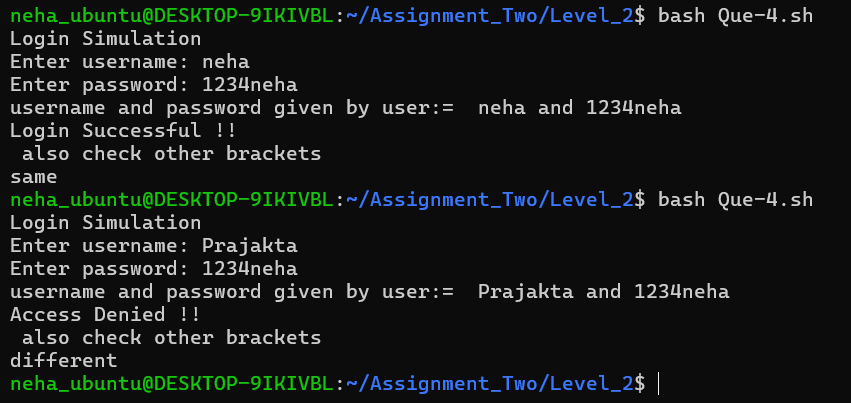 neha_ubuntu@DESKTOP-9IKIVBL:~/Assignment_Two/Level_2$ bash Que-4.sh
Login Simulation
Enter username: neha
Enter password: 1234neha
username and password given by user:=  neha and 1234neha
Login Successful !!
 also check other brackets
same
neha_ubuntu@DESKTOP-9IKIVBL:~/Assignment_Two/Level_2$ bash Que-4.sh
Login Simulation
Enter username: Prajakta
Enter password: 1234neha
username and password given by user:=  Prajakta and 1234neha
Access Denied !!
 also check other brackets
different
neha_ubuntu@DESKTOP-9IKIVBL:~/Assignment_Two/Level_2$